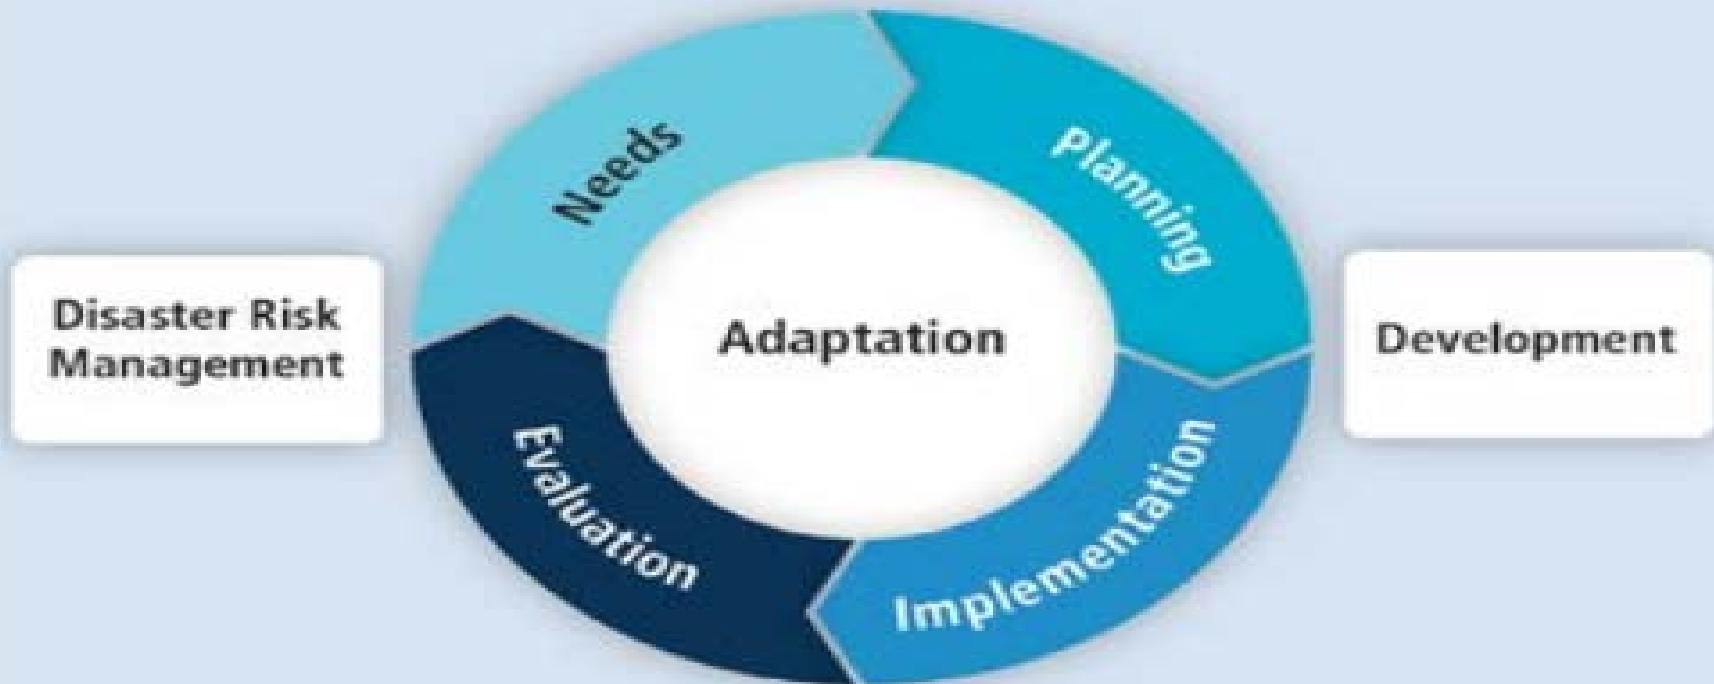 Needs
Planning
Disaster Risk
Management
Adaptation
Development
Evaluation
Implementation